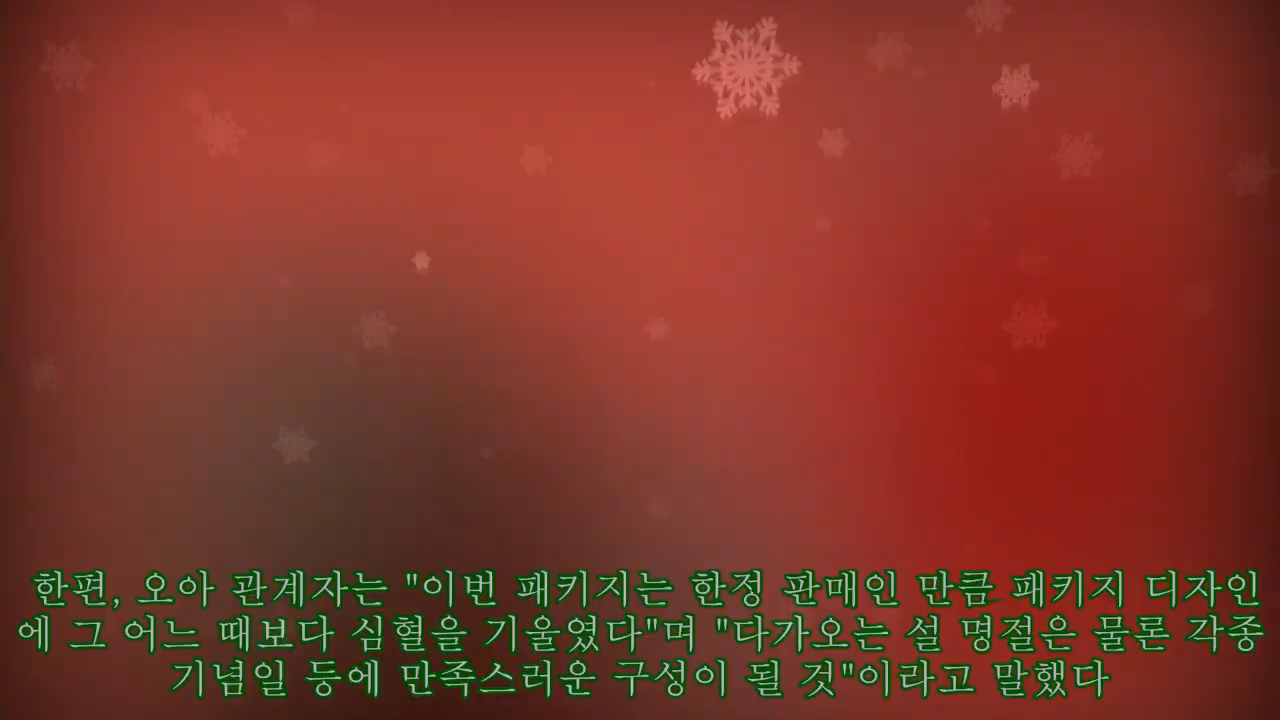 한편, 오아 관계자는 "이번 패키지는 한정 판매인 만큼 패키지 디자인
에 그 어느 때보다 심혈을 기울였다"며 "다가오는 설 명절은 물론 각종
기념일 등에 만족스러운 구성이 될 것"이라고 말했다